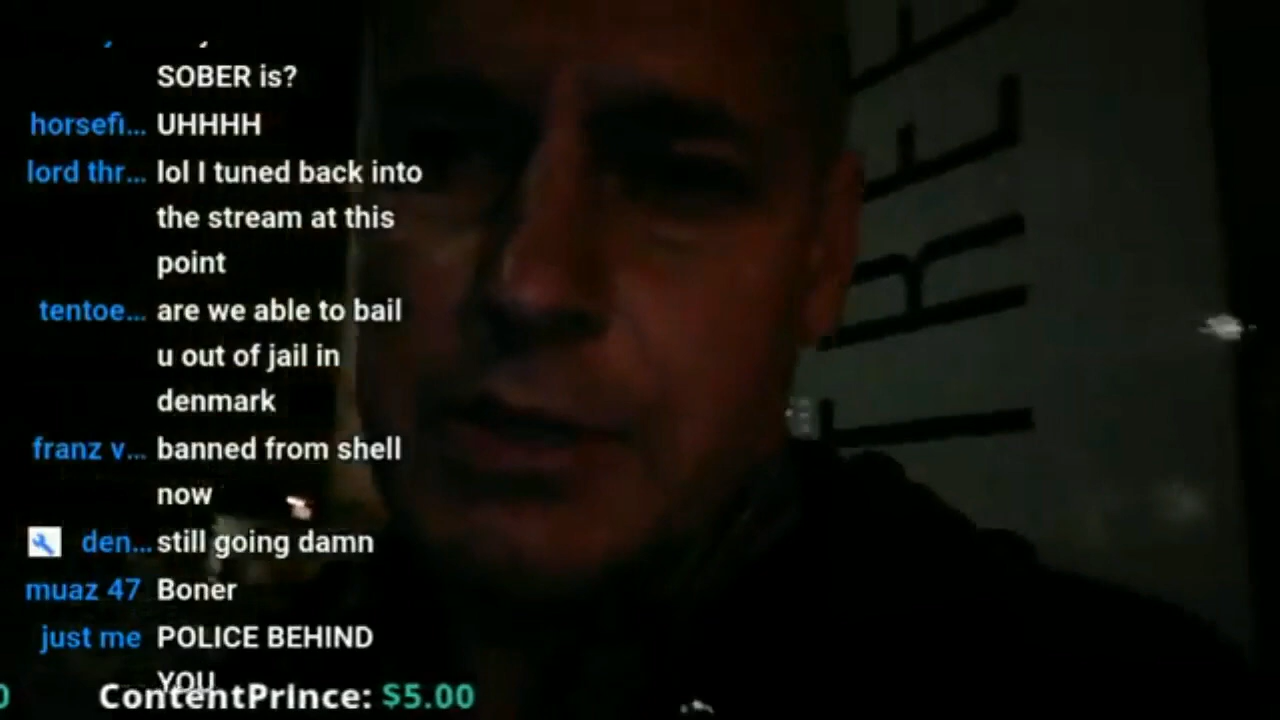 SOBER is?
horsefi... UHHHH
lord thr... lol I tuned back into
the stream at this
point
tentoe... are we able to bail
u out of jail in
denmark
franz v... banned from shell
now
den... still going damn
muaz 47 Boner
just me POLICE BEHIND
YOU
0 ContentPrInce: $5.00